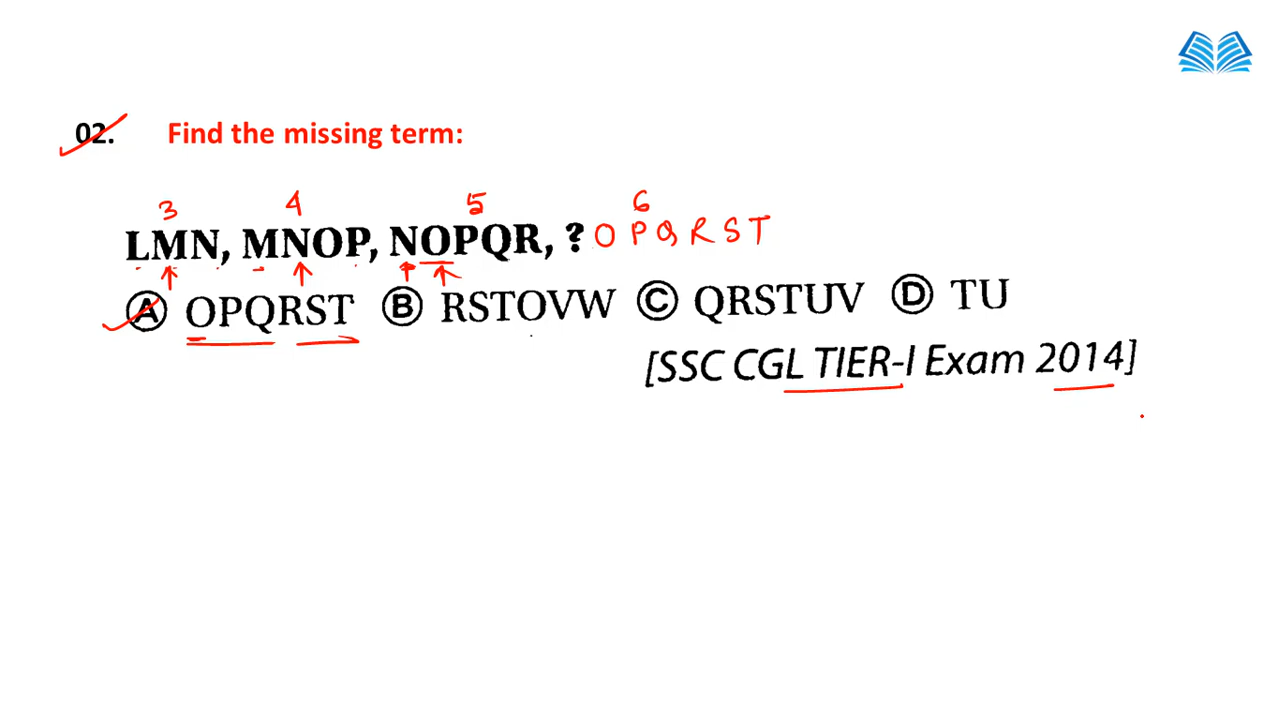 02. Find the missing term:
3 4 5 6
LMN, MNOP, NOPQR, ? O P Q R S T
Ⓐ OPQRST Ⓑ RSTOVW Ⓒ QRSTUV Ⓓ TU
[SSC CGL TIER-I Exam 2014]